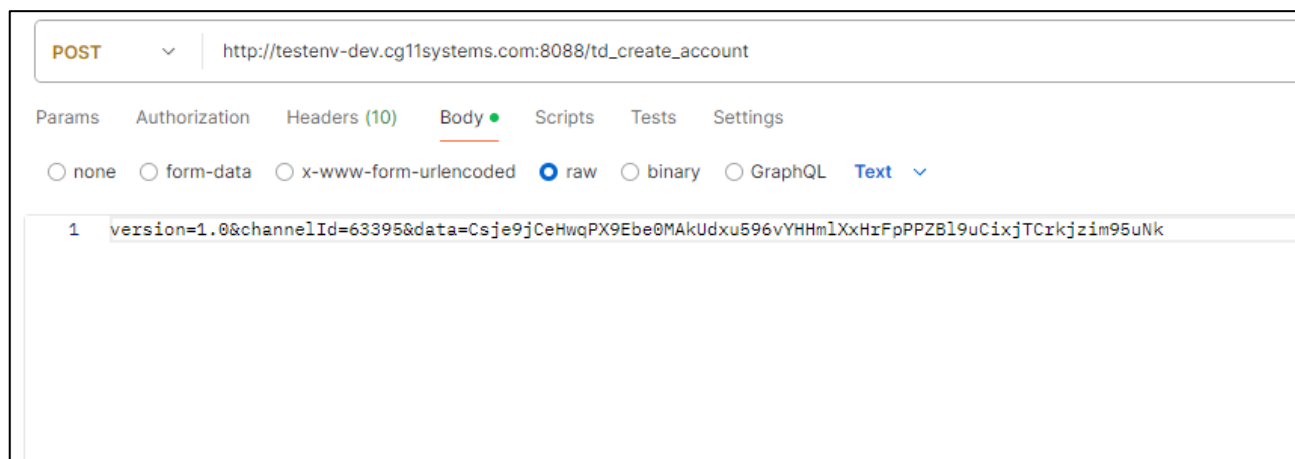 POST http://testenv-dev.cg11systems.com:8088/td_create_account
Params Authorization Headers (10) Body Scripts Tests Settings
none form-data x-www-form-urlencoded raw binary GraphQL Text
1 version=1.0&channelId=63395&data=Csje9jCeHwqPX9Ebe0MAkUdxu596vYHHmlXxHrFpPPZBl9uCixjTCrkjzim95uNk